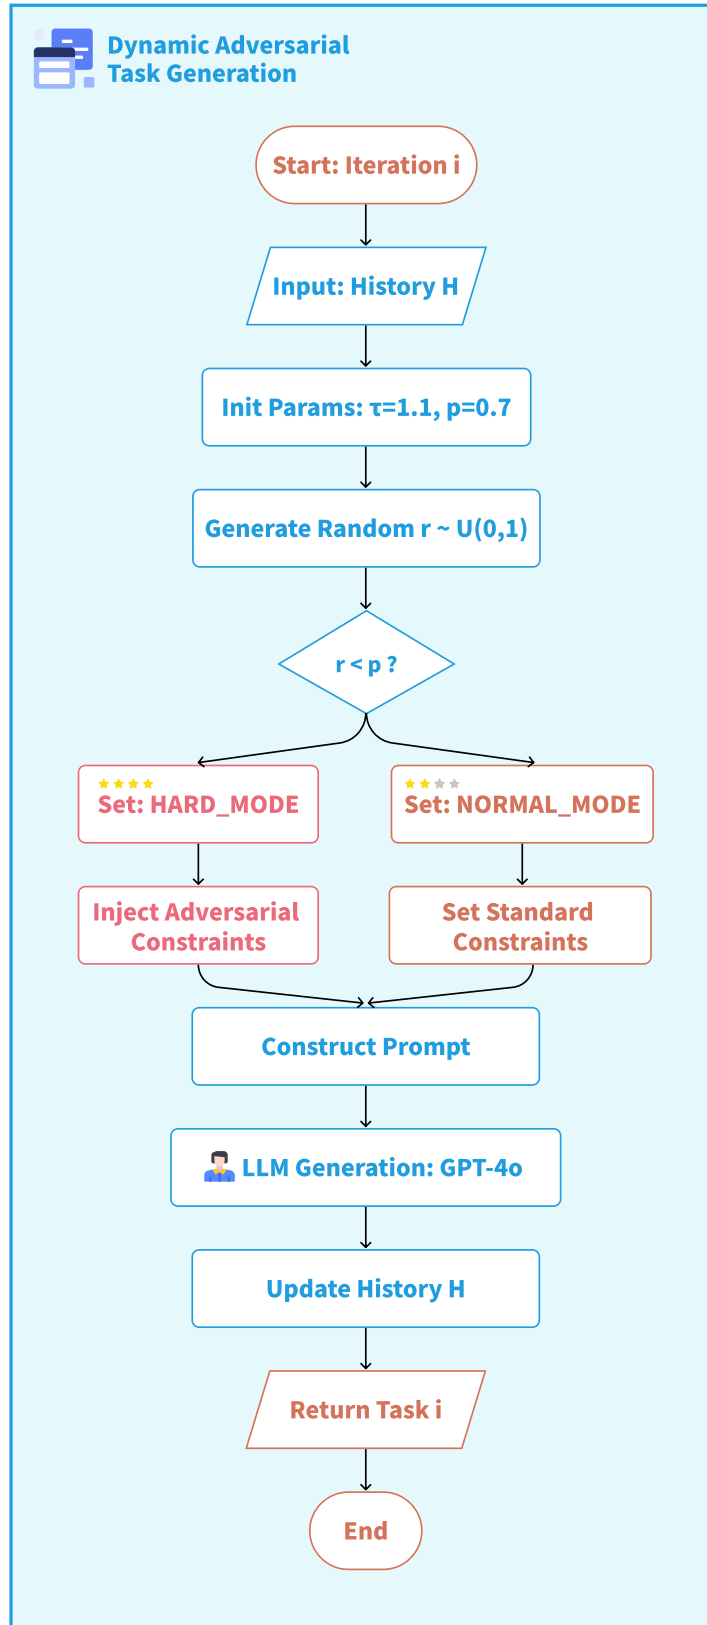 Dynamic Adversarial
Task Generation
Start: Iteration i
Input: History H
Init Params: τ=1.1, p=0.7
Generate Random r ~ U(0,1)
r < p ?
Set: HARD_MODE
Set: NORMAL_MODE
Inject Adversarial
Constraints
Set Standard
Constraints
Construct Prompt
LLM Generation: GPT-4o
Update History H
Return Task i
End